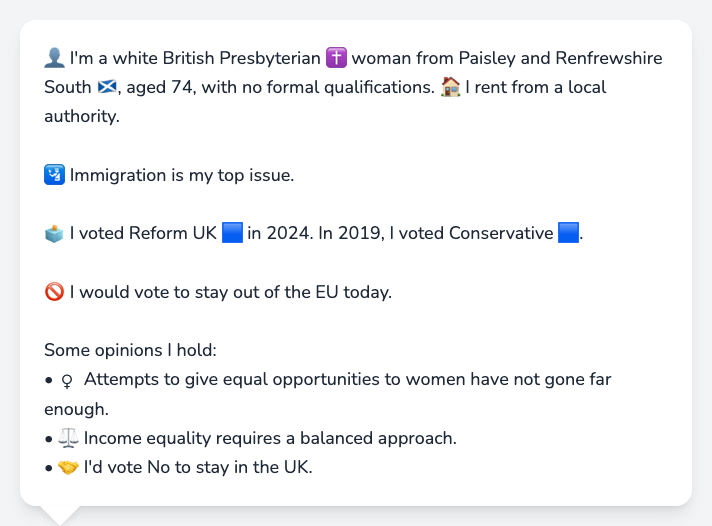 👤 I'm a white British Presbyterian ✝️ woman from Paisley and Renfrewshire
South 🏴󠁧󠁢󠁳󠁣󠁴󠁿, aged 74, with no formal qualifications. 🏠 I rent from a local
authority.
🛂 Immigration is my top issue.
🗳️ I voted Reform UK 🟦 in 2024. In 2019, I voted Conservative 🟦.
🚫 I would vote to stay out of the EU today.
Some opinions I hold:
• ♀ Attempts to give equal opportunities to women have not gone far
enough.
• ⚖️ Income equality requires a balanced approach.
• 🤝 I'd vote No to stay in the UK.